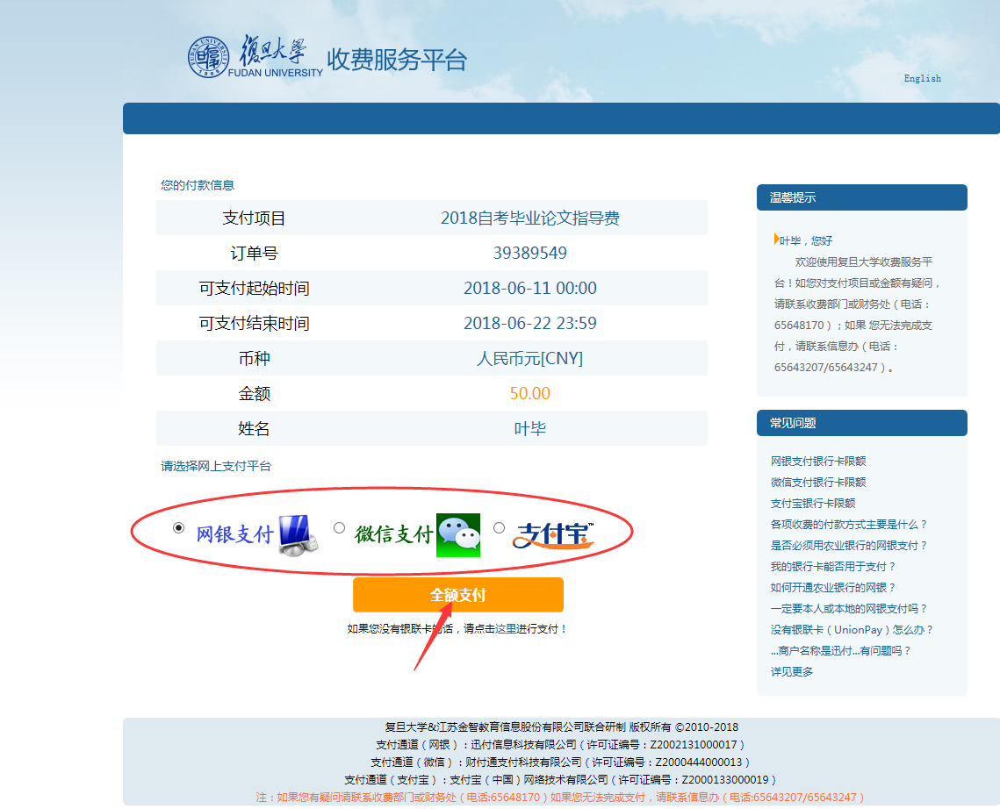 復旦大學
FUDAN UNIVERSITY
收费服务平台
English
您的付款信息
支付项目 2018自考毕业论文指导费
订单号 39389549
可支付起始时间 2018-06-11 00:00
可支付结束时间 2018-06-22 23:59
币种 人民币元[CNY]
金额 50.00
姓名 叶毕
请选择网上支付平台
网银支付 微信支付 支付宝™
全额支付
如果您没有银联卡的话，请点击这里进行支付！
温馨提示
叶毕，您好
欢迎使用复旦大学收费服务平
台！如您对支付项目或金额有疑问，
请联系收费部门或财务处（电话：
65648170）；如果 您无法完成支
付，请联系信息办（电话：
65643207/65643247）。
常见问题
网银支付银行卡限额
微信支付银行卡限额
支付宝银行卡限额
各项收费的付款方式主要是什么？
是否必须用农业银行的网银支付？
我的银行卡能否用于支付？
如何开通农业银行的网银？
一定要本人或本地的网银支付吗？
没有银联卡（UnionPay）怎么办？
...商户名称是迅付...有问题吗？
详见更多
复旦大学&江苏金智教育信息股份有限公司联合研制 版权所有 ©2010-2018
支付通道（网银）：迅付信息科技有限公司（许可证编号：Z2002131000017）
支付通道（微信）：财付通支付科技有限公司（许可证编号：Z2000444000013）
支付通道（支付宝）：支付宝（中国）网络技术有限公司（许可证编号：Z2000133000019）
注：如果您有疑问请联系收费部门或财务处（电话:65648170）如果您无法完成支付，请联系信息办（电话:65643207/65643247）